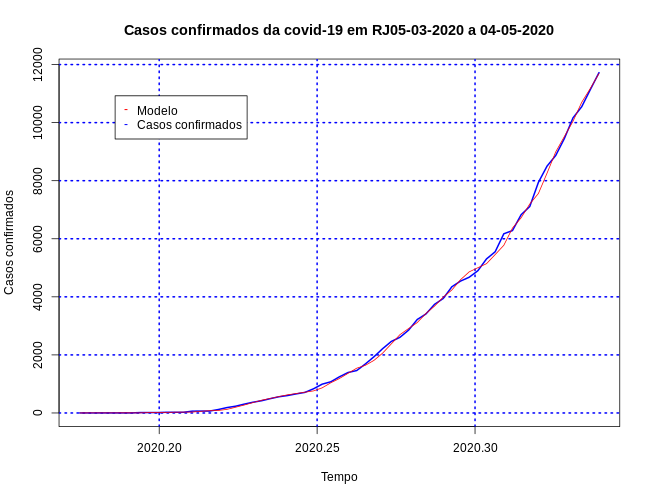 Casos confirmados da covid-19 em RJ05-03-2020 a 04-05-2020
Casos confirmados
12000
10000
8000
6000
4000
2000
0
Modelo
Casos confirmados
2020.20
2020.25
2020.30
Tempo